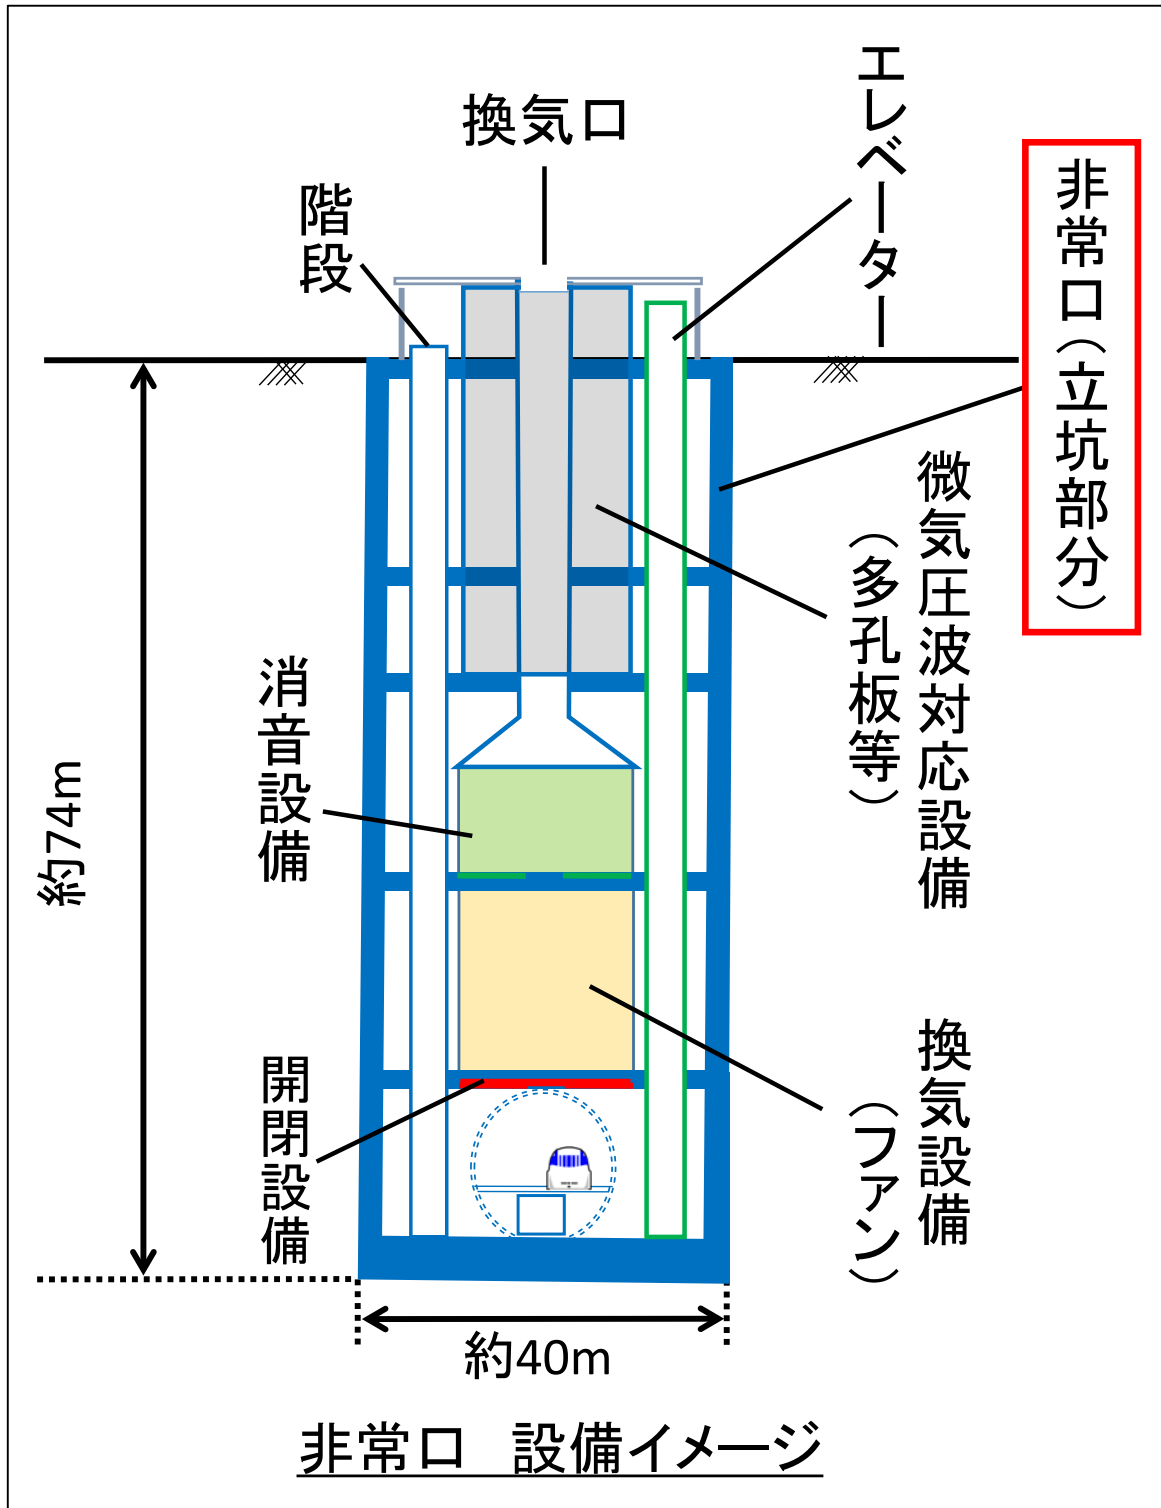 換気口
エレベーター
階段
非常口（立坑部分）
微気圧波対応設備
（多孔板等）
消音設備
約74m
換気設備
（ファン）
開閉設備
約40m
非常口　設備イメージ